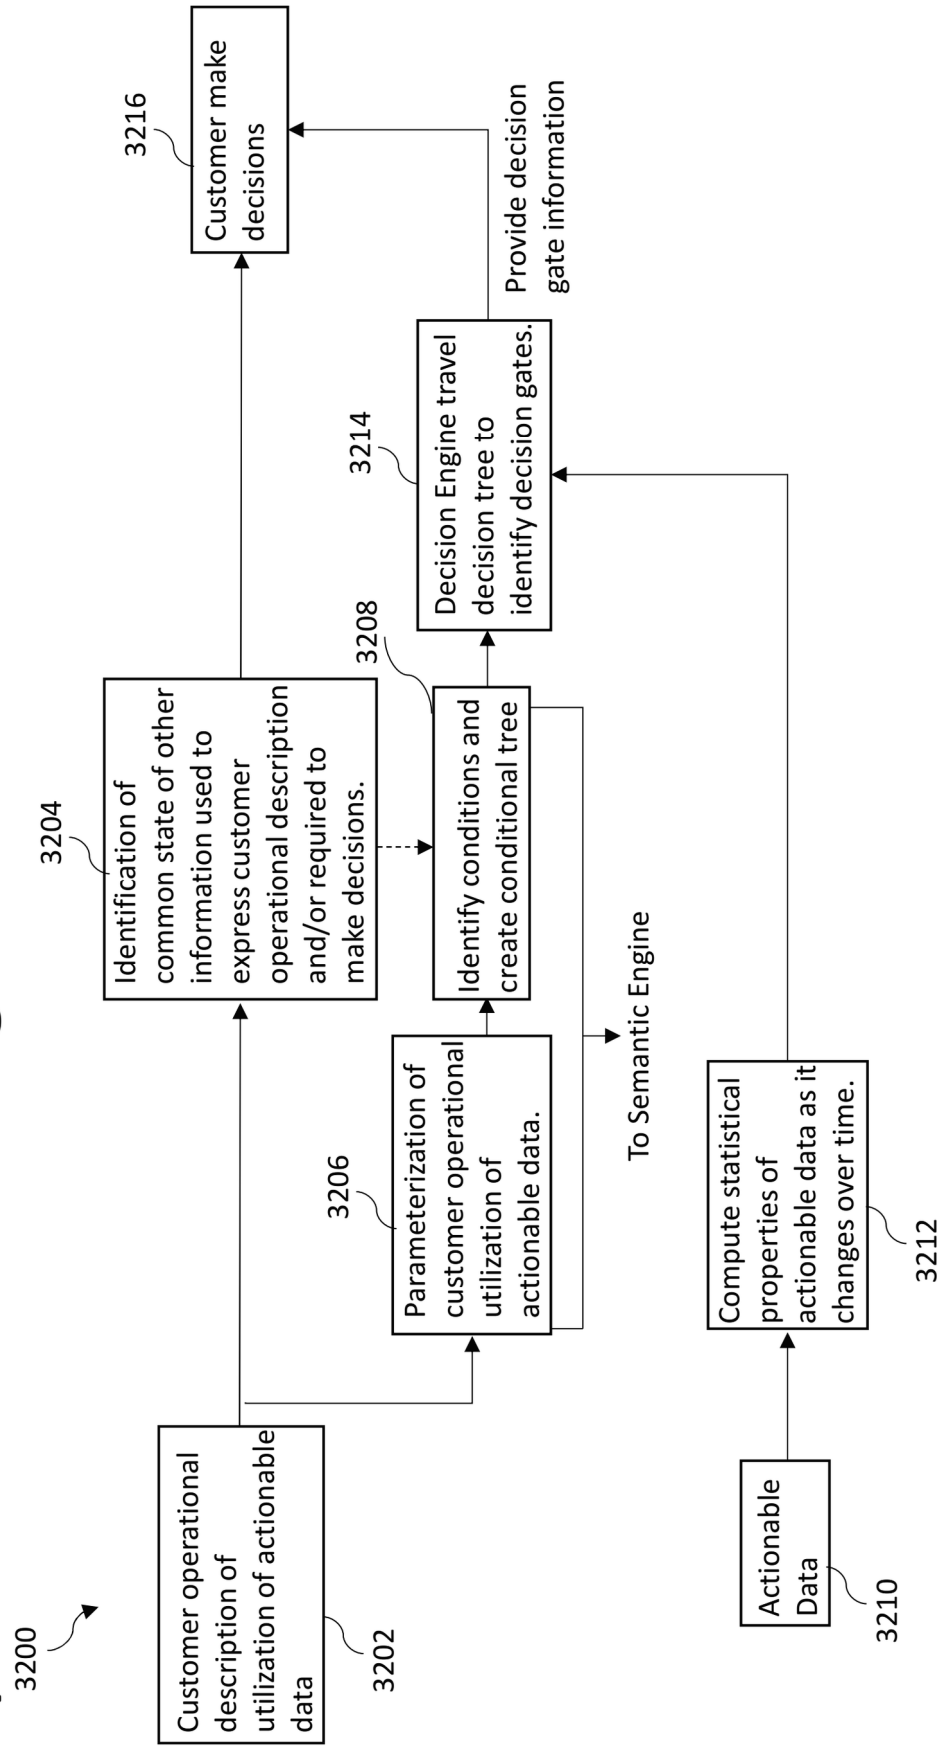 3200
Customer operational
description of
utilization of actionable
data
3202
Identification of
common state of other
information used to
express customer
operational description
and/or required to
make decisions.
3204
Customer make
decisions
3216
Parameterization of
customer operational
utilization of
actionable data.
3206
Identify conditions and
create conditional tree
3208
Decision Engine travel
decision tree to
identify decision gates.
3214
Provide decision
gate information
To Semantic Engine
Actionable
Data
3210
Compute statistical
properties of
actionable data as it
changes over time.
3212